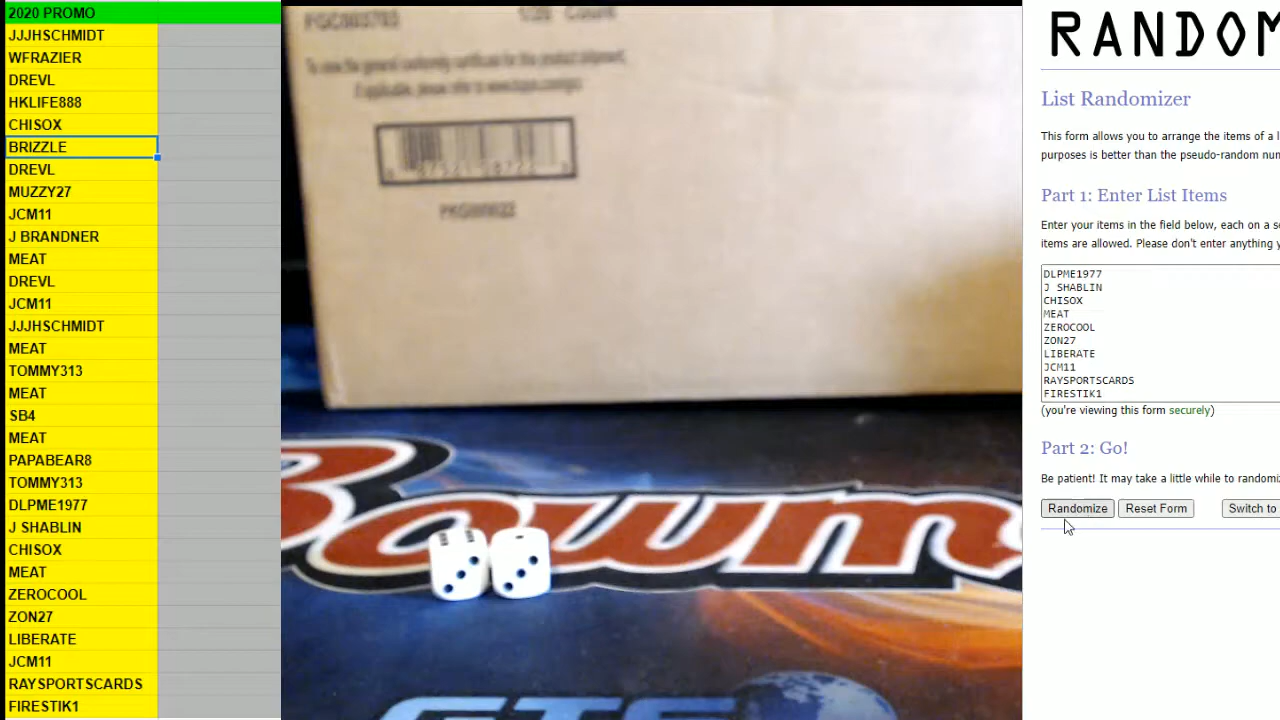 2020 PROMO
JJJHSCHMIDT
WFRAZIER
DREVL
HKLIFE888
CHISOX
BRIZZLE
DREVL
MUZZY27
JCM11
J BRANDNER
MEAT
DREVL
JCM11
JJJHSCHMIDT
MEAT
TOMMY313
MEAT
SB4
MEAT
PAPABEAR8
TOMMY313
DLPME1977
J SHABLIN
CHISOX
MEAT
ZEROCOOL
ZON27
LIBERATE
JCM11
RAYSPORTSCARDS
FIRESTIK1
Count
Bowm
GTS
RANDOM
List Randomizer
This form allows you to arrange the items of a l
purposes is better than the pseudo-random num
Part 1: Enter List Items
Enter your items in the field below, each on a se
items are allowed. Please don't enter anything y
DLPME1977
J SHABLIN
CHISOX
MEAT
ZEROCOOL
ZON27
LIBERATE
JCM11
RAYSPORTSCARDS
FIRESTIK1
(you're viewing this form securely)
Part 2: Go!
Be patient! It may take a little while to randomiz
Randomize Reset Form Switch to